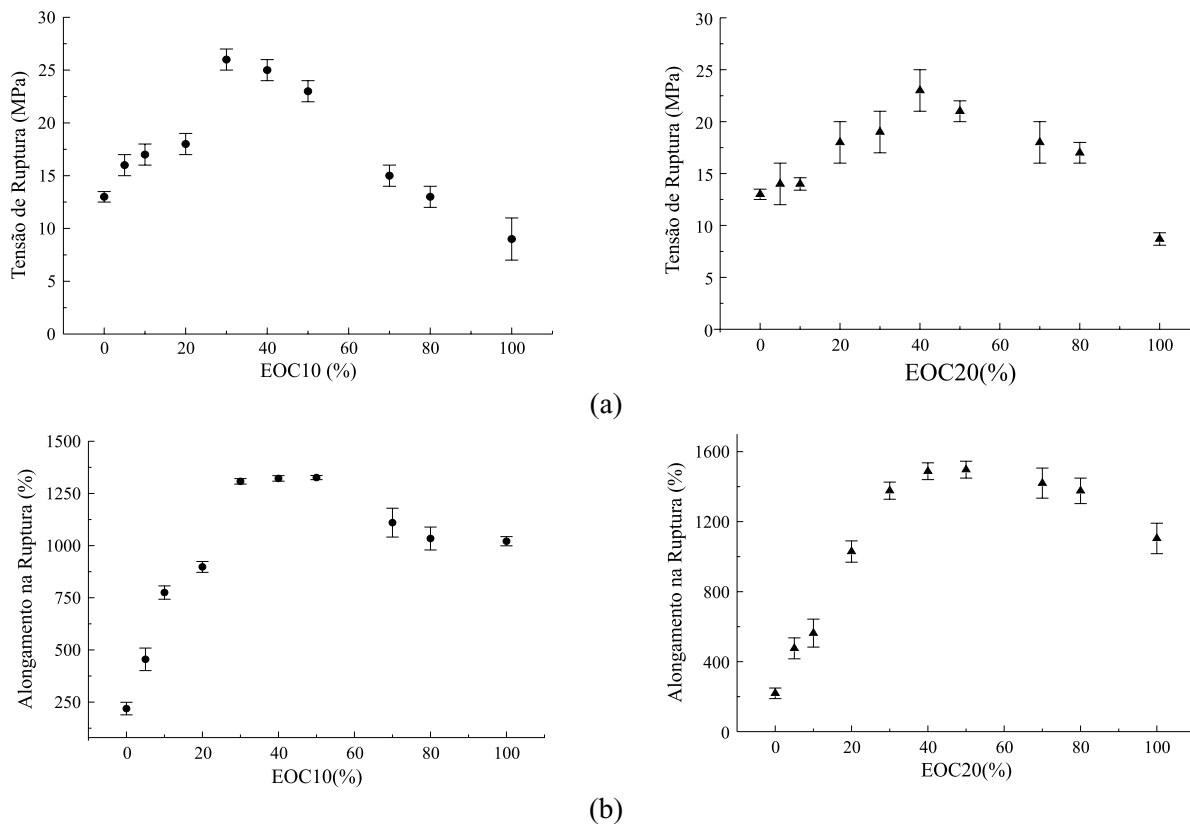 30
25
20
15
10
5
0
Tensão de Ruptura (MPa)
0 20 40 60 80 100
EOC10 (%)
30
25
20
15
10
5
0
Tensão de Ruptura (MPa)
0 20 40 60 80 100
EOC20(%)
(a)
1500
1250
1000
750
500
250
Alongamento na Ruptura (%)
0 20 40 60 80 100
EOC10(%)
1600
1200
800
400
0
Alongamento na Ruptura (%)
0 20 40 60 80 100
EOC20(%)
(b)